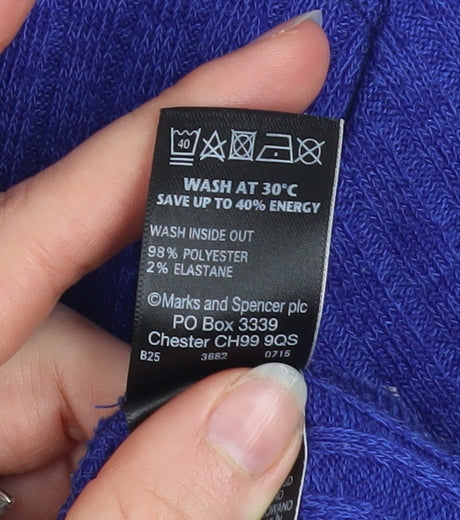 40
WASH AT 30°C
SAVE UP TO 40% ENERGY
WASH INSIDE OUT
98% POLYESTER
2% ELASTANE
©Marks and Spencer plc
PO Box 3339
Chester CH99 9QS
B25 3682 0715